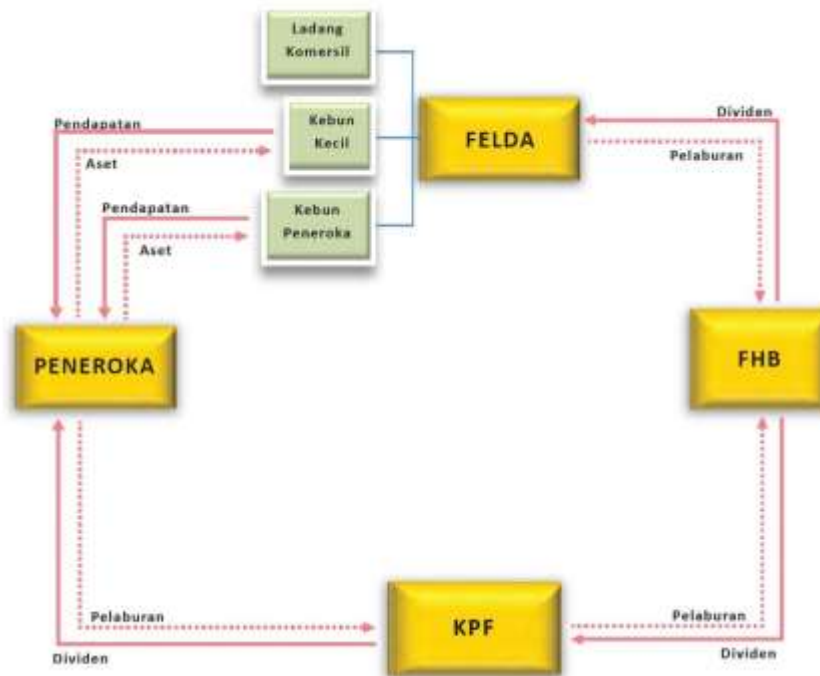 Ladang
Komersil
Pendapatan
Kebun
Kecil
FELDA
Dividen
Aset
Pelaburan
Pendapatan
Kebun
Peneroka
Aset
PENEROKA
FHB
Pelaburan
KPF
Pelaburan
Dividen
Dividen